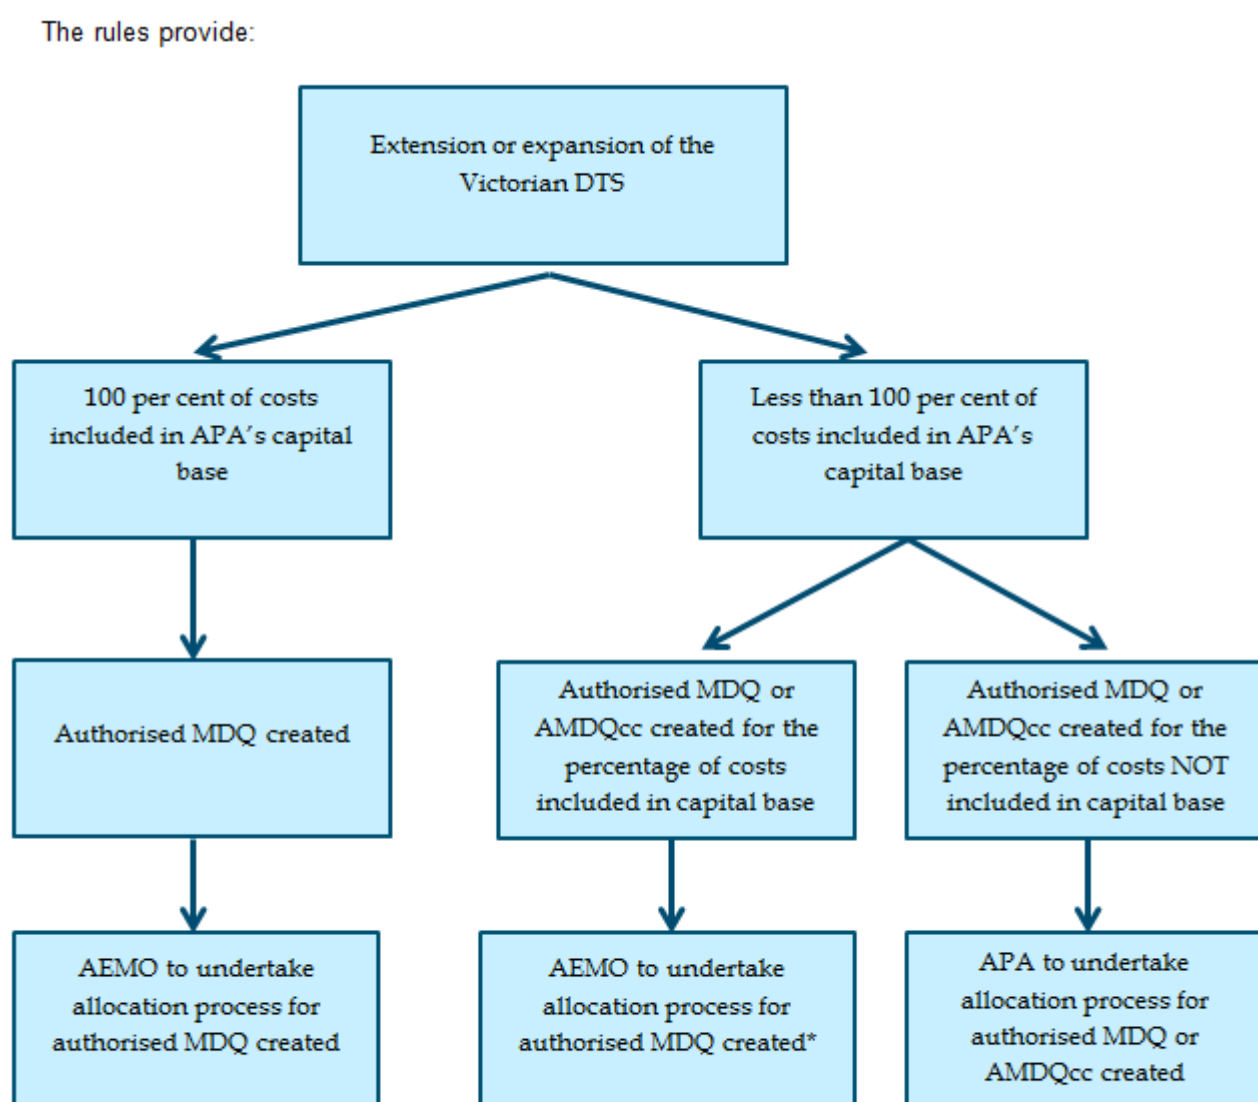 The rules provide:
Extension or expansion of the
Victorian DTS
100 per cent of costs
included in APA's capital
base
Less than 100 per cent of
costs included in APA's
capital base
Authorised MDQ created
Authorised MDQ or
AMDQcc created for the
percentage of costs
included in capital base
Authorised MDQ or
AMDQcc created for the
percentage of costs NOT
included in capital base
AEMO to undertake
allocation process for
authorised MDQ created
AEMO to undertake
allocation process for
authorised MDQ created*
APA to undertake
allocation process for
authorised MDQ or
AMDQcc created